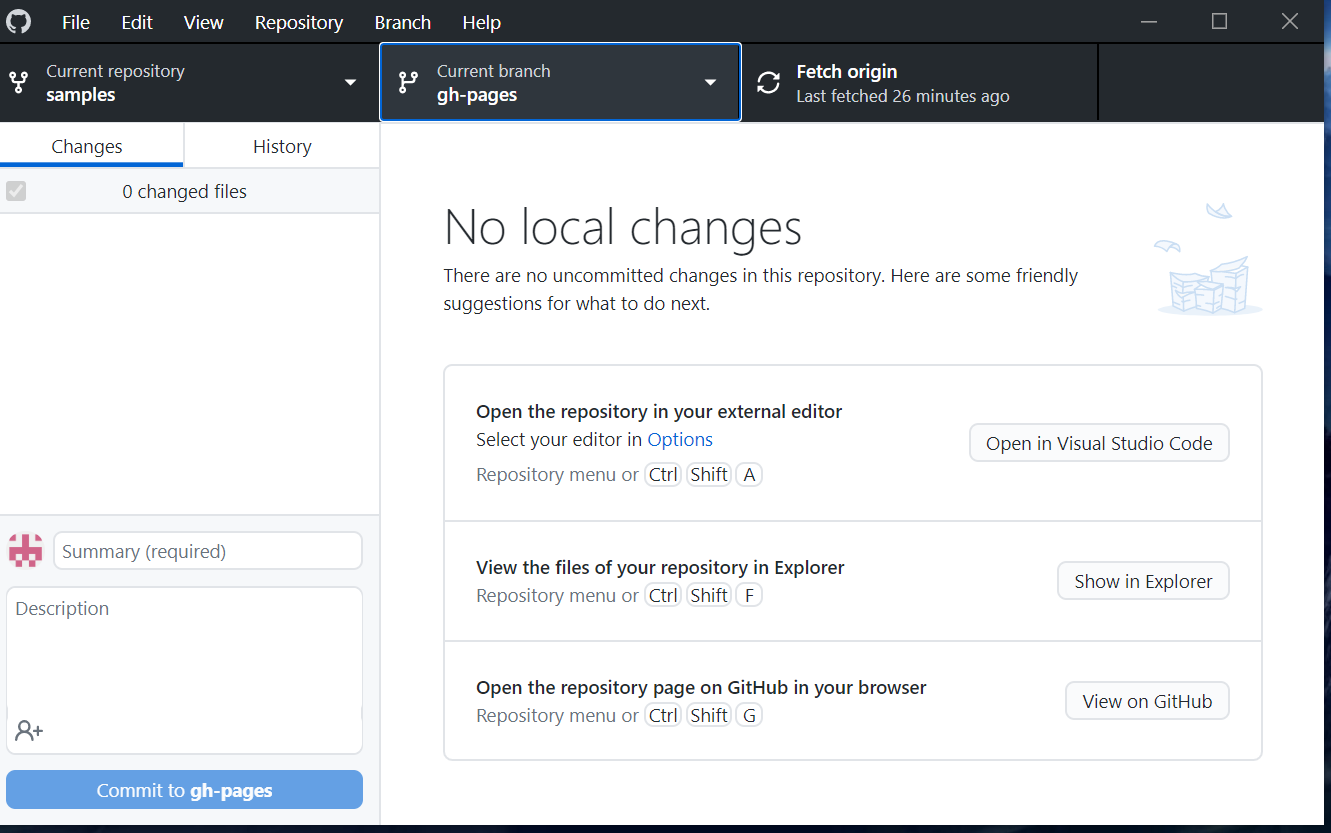 File Edit View Repository Branch Help
Current repository
samples
Current branch
gh-pages
Fetch origin
Last fetched 26 minutes ago
Changes
History
0 changed files
No local changes
There are no uncommitted changes in this repository. Here are some friendly
suggestions for what to do next.
Open the repository in your external editor
Select your editor in Options
Repository menu or Ctrl Shift A
Open in Visual Studio Code
View the files of your repository in Explorer
Repository menu or Ctrl Shift F
Show in Explorer
Open the repository page on GitHub in your browser
Repository menu or Ctrl Shift G
View on GitHub
Summary (required)
Description
Commit to gh-pages